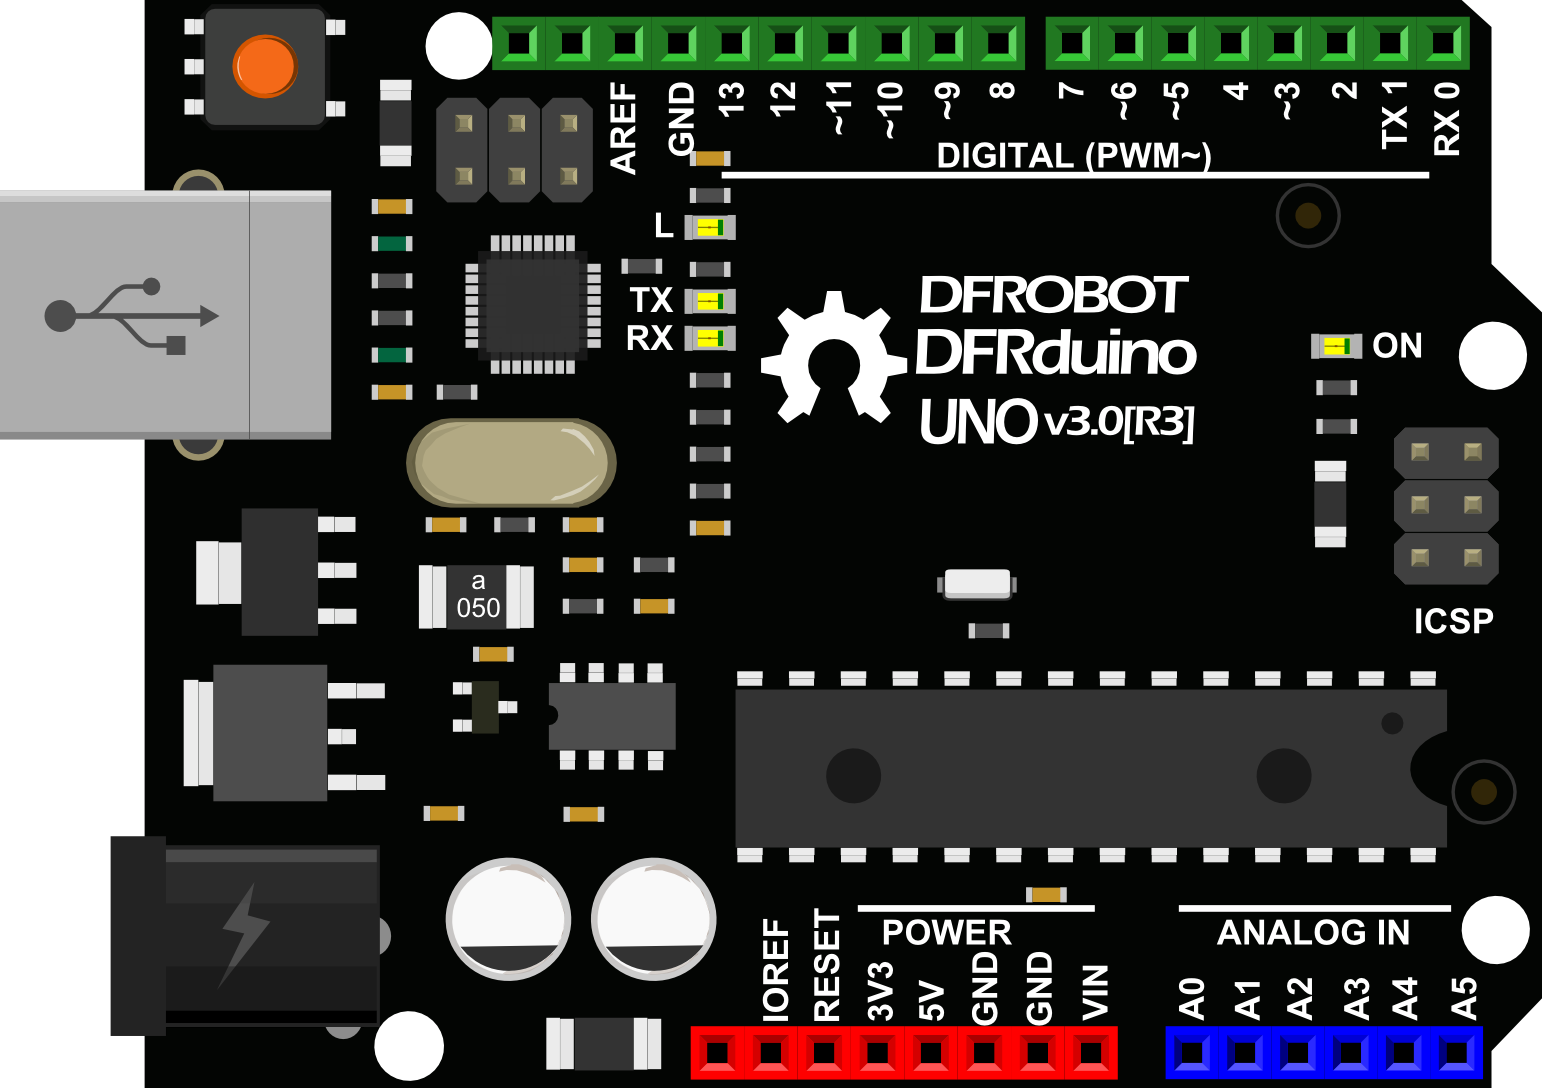 AREF
GND
13
12
~11
~10
~9
8
7
~6
~5
4
~3
2
TX 1
RX 0
DIGITAL (PWM~)
L
TX
RX
DFROBOT
DFRduino
UNO v3.0[R3]
ON
a
050
ICSP
POWER
ANALOG IN
IOREF
RESET
3V3
5V
GND
GND
VIN
A0
A1
A2
A3
A4
A5